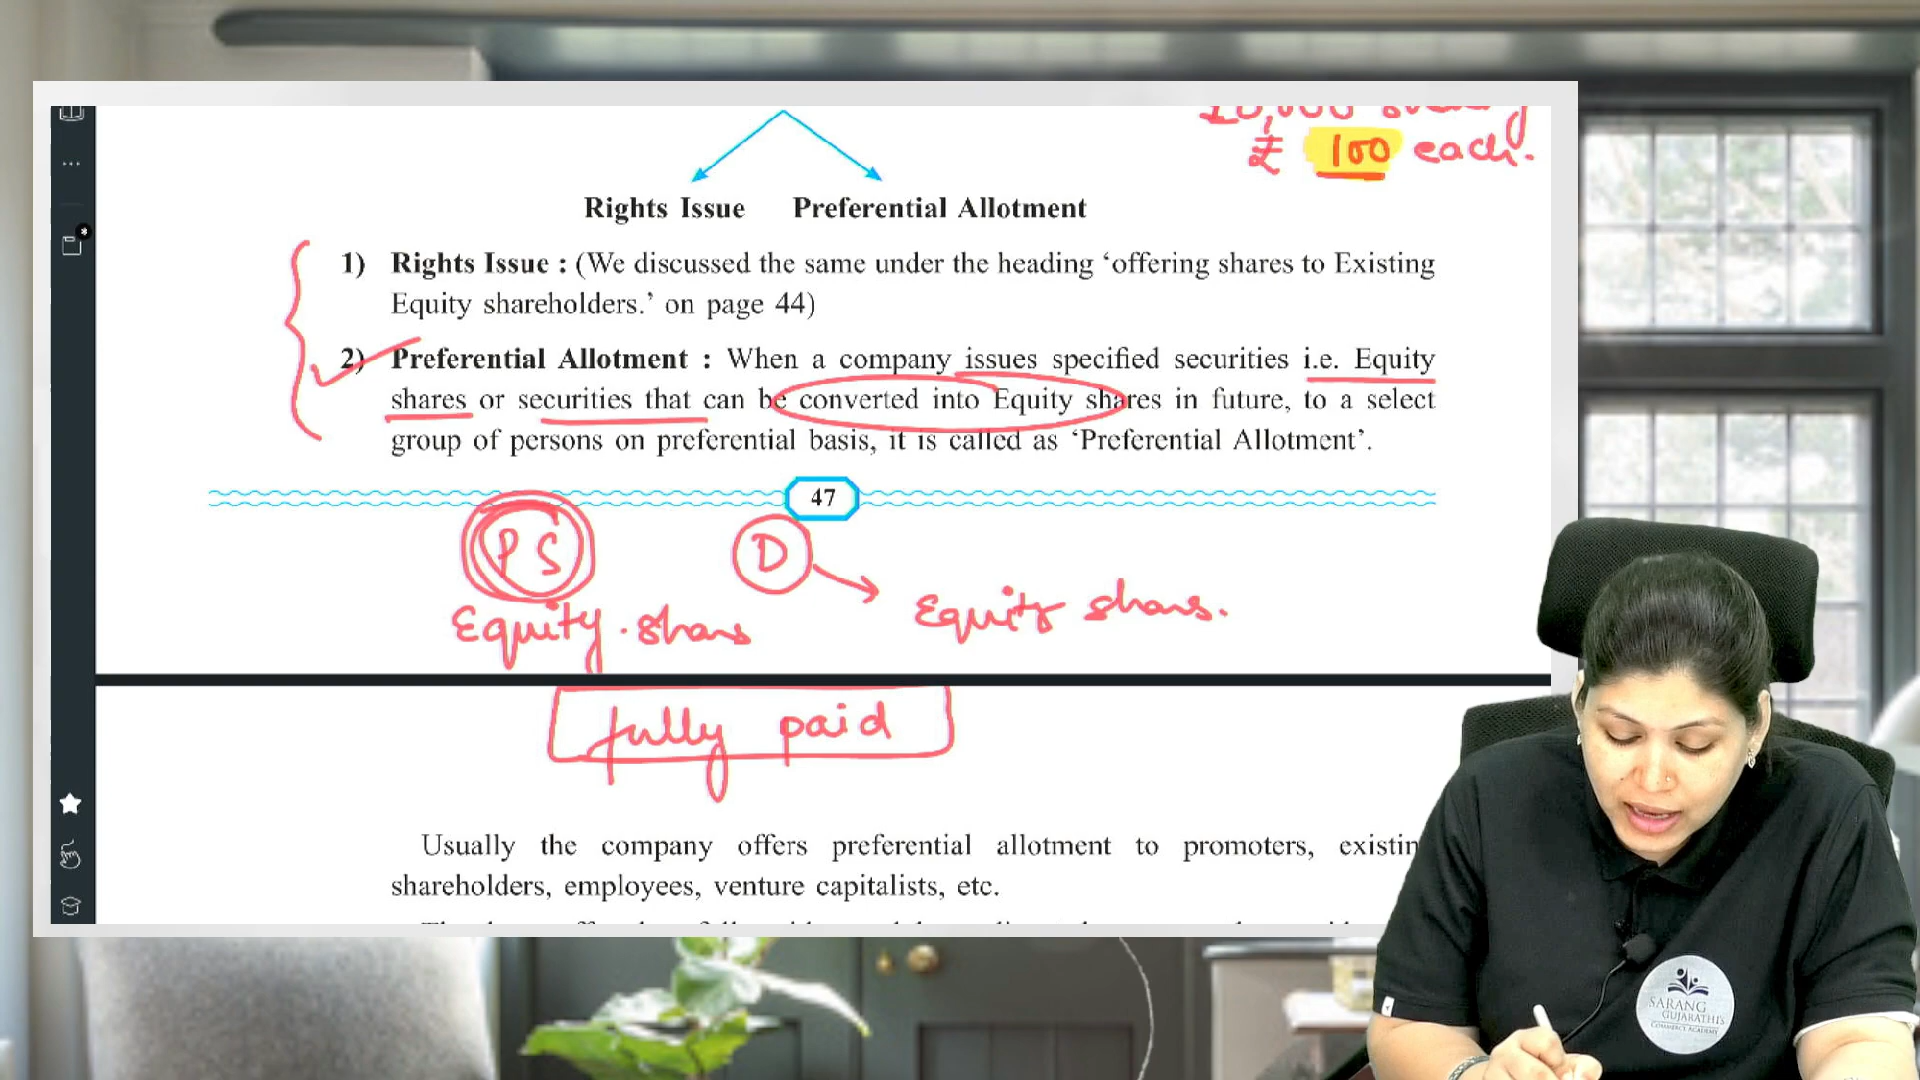 ₹ 100 each.
Rights Issue Preferential Allotment
1) Rights Issue : (We discussed the same under the heading ‘offering shares to Existing
Equity shareholders.’ on page 44)
2) Preferential Allotment : When a company issues specified securities i.e. Equity
shares or securities that can be converted into Equity shares in future, to a select
group of persons on preferential basis, it is called as ‘Preferential Allotment’.
47
PS
D
Equity shares
Equity shares.
fully paid
Usually the company offers preferential allotment to promoters,
shareholders, employees, venture capitalists, etc.
SARANG
GUJARATHI'S
COMMERCE ACADEMY